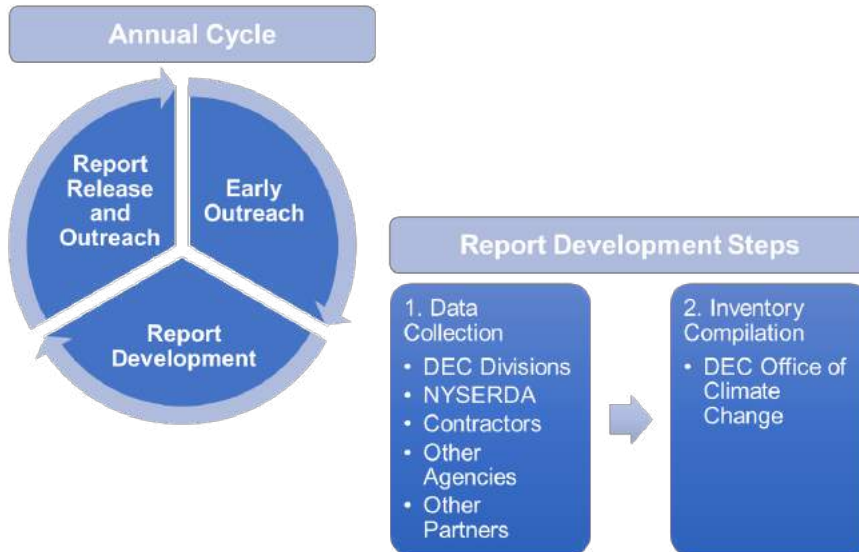 Annual Cycle
Report
Release
and
Outreach
Early
Outreach
Report
Development
Report Development Steps
1. Data
Collection
• DEC Divisions
• NYSERDA
• Contractors
• Other
Agencies
• Other
Partners
2. Inventory
Compilation
• DEC Office of
Climate
Change